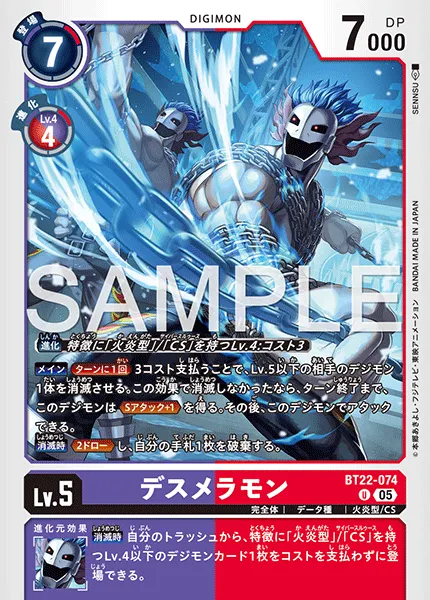 DIGIMON
登場
7
7000
DP
進化
Lv.4
4
SENNSU
BANDAI MADE IN JAPAN
©本郷あきよし・フジテレビ・東映アニメーション
SAMPLE
進化 特徴に「火炎型」/「CS」を持つLv.4:コスト3
メイン ターンに1回 3コスト支払うことで、Lv.5以下の相手のデジモン
1体を消滅させる。この効果で消滅しなかったなら、ターン終了まで、
このデジモンは Sアタック+1 を得る。その後、このデジモンでアタック
できる。
消滅時 2ドロー し、自分の手札1枚を破棄する。
Lv.5
デスメラモン
BT22-074
U 05
完全体 データ種 火炎型/CS
進化元効果
消滅時 自分のトラッシュから、特徴に「火炎型」/「CS」を持
つLv.4以下のデジモンカード1枚をコストを支払わずに登
場できる。